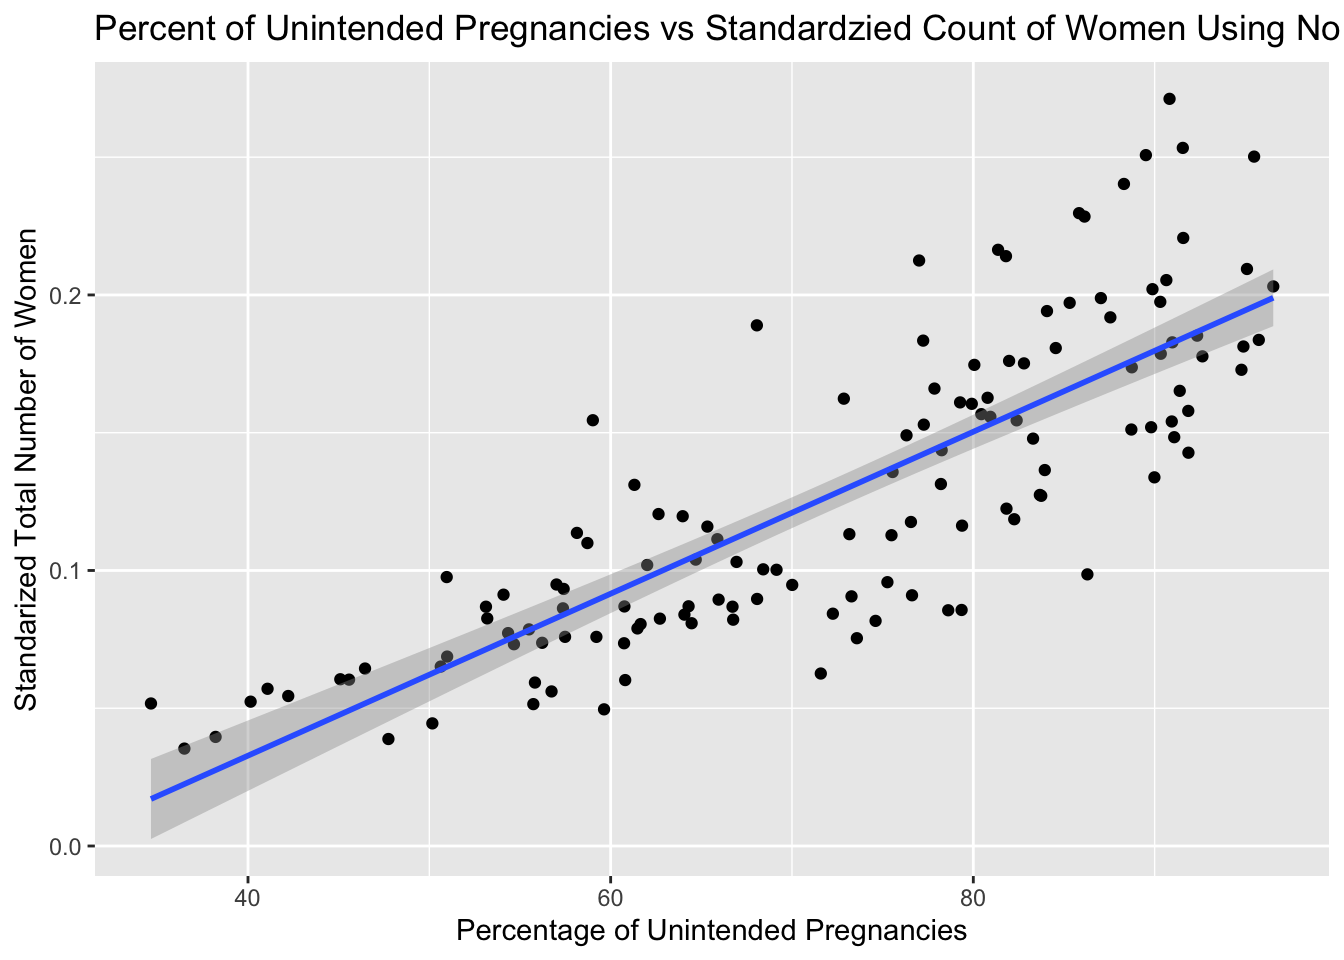 Percent of Unintended Pregnancies vs Standardzied Count of Women Using No
Standarized Total Number of Women
0.2
0.1
0.0
40
60
80
Percentage of Unintended Pregnancies